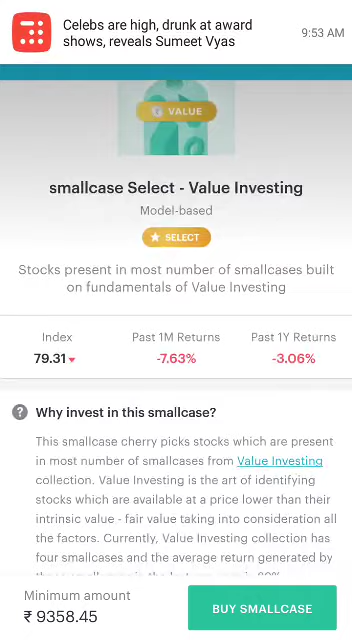 Celebs are high, drunk at award
shows, reveals Sumeet Vyas
9:53 AM
VALUE
smallcase Select - Value Investing
Model-based
SELECT
Stocks present in most number of smallcases built
on fundamentals of Value Investing
Index
Past 1M Returns
Past 1Y Returns
79.31
-7.63%
-3.06%
Why invest in this smallcase?
This smallcase cherry picks stocks which are present
in most number of smallcases from Value Investing
collection. Value Investing is the art of identifying
stocks which are available at a price lower than their
intrinsic value - fair value taking into consideration all
the factors. Currently, Value Investing collection has
four smallcases and the average return generated by
Minimum amount
₹ 9358.45
BUY SMALLCASE